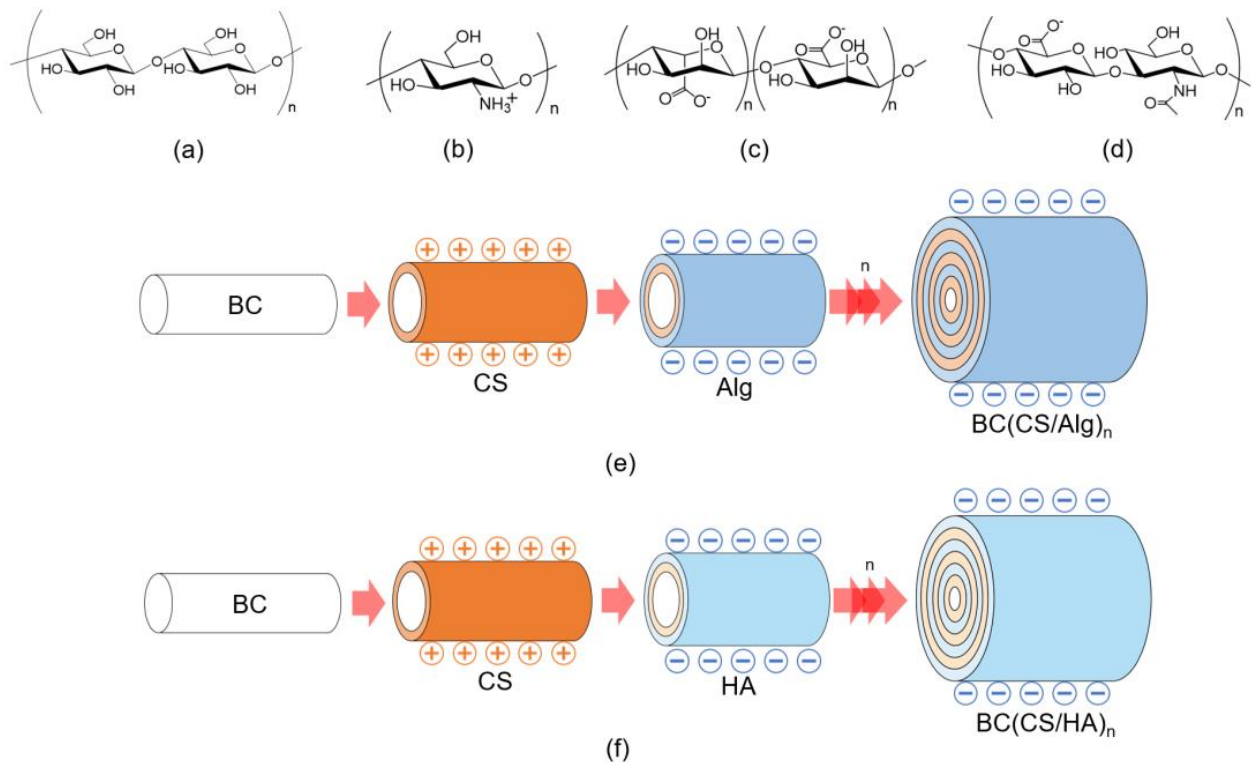 OH
O
HO
OH
O
OH
O
HO
OH
O
n
OH
O
HO
NH₃⁺
O
n
OH
O
HO
O
O⁻
O
n
O⁻
O
OH
O
HO
O
n
O⁻
O
O
O
HO
OH
O
OH
HO
O
NH
O
O
n
(a)
(b)
(c)
(d)
BC
CS
Alg
n
BC(CS/Alg)ₙ
(e)
BC
CS
HA
n
BC(CS/HA)ₙ
(f)